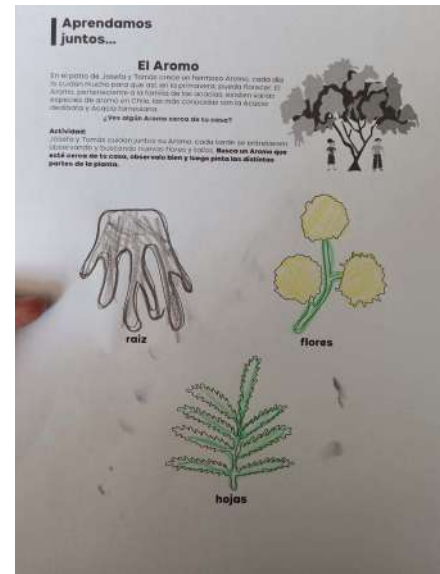 Aprendamos
juntos...
El Aromo
En el patio de Josefa y Tomás crece un hermoso Aromo, cada día
lo cuidan mucho para que así, en la primavera, pueda florecer. El
Aromo, perteneciente a la familia de las acacias, existen varias
especies de aromo en Chile, las más conocidas son la Acacia
dealbata y Acacia farnesiana.
¿Ves algún Aromo cerca de tu casa?
Actividad:
Josefa y Tomás cuidan juntos su Aromo, cada tarde se entretienen
observando y buscando nuevas flores y tallos. Busca un Aromo que
esté cerca de tu casa, obsérvalo bien y luego pinta las distintas
partes de la planta.
raíz
flores
hojas